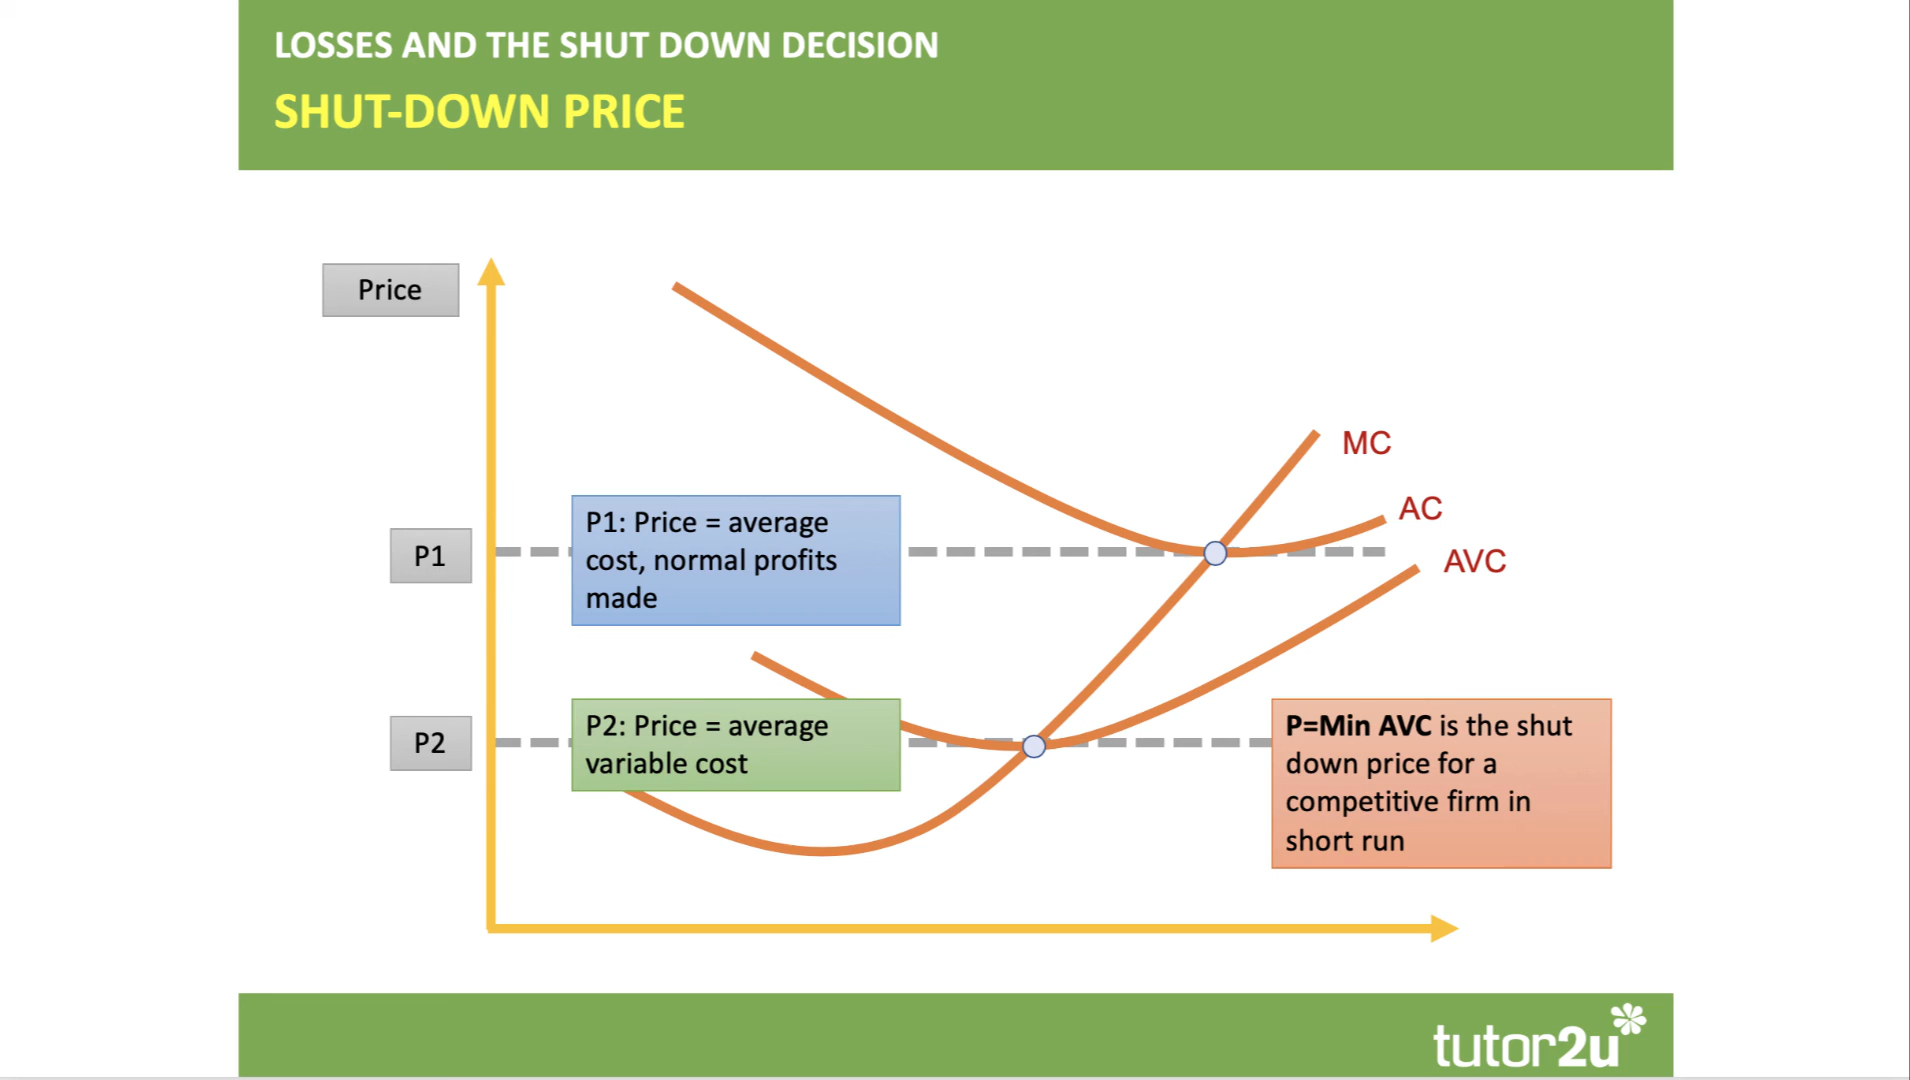 LOSSES AND THE SHUT DOWN DECISION
SHUT-DOWN PRICE
Price
MC
AC
P1: Price = average
cost, normal profits
made
P1
AVC
P2: Price = average
variable cost
P2
P=Min AVC is the shut
down price for a
competitive firm in
short run
tutor2u